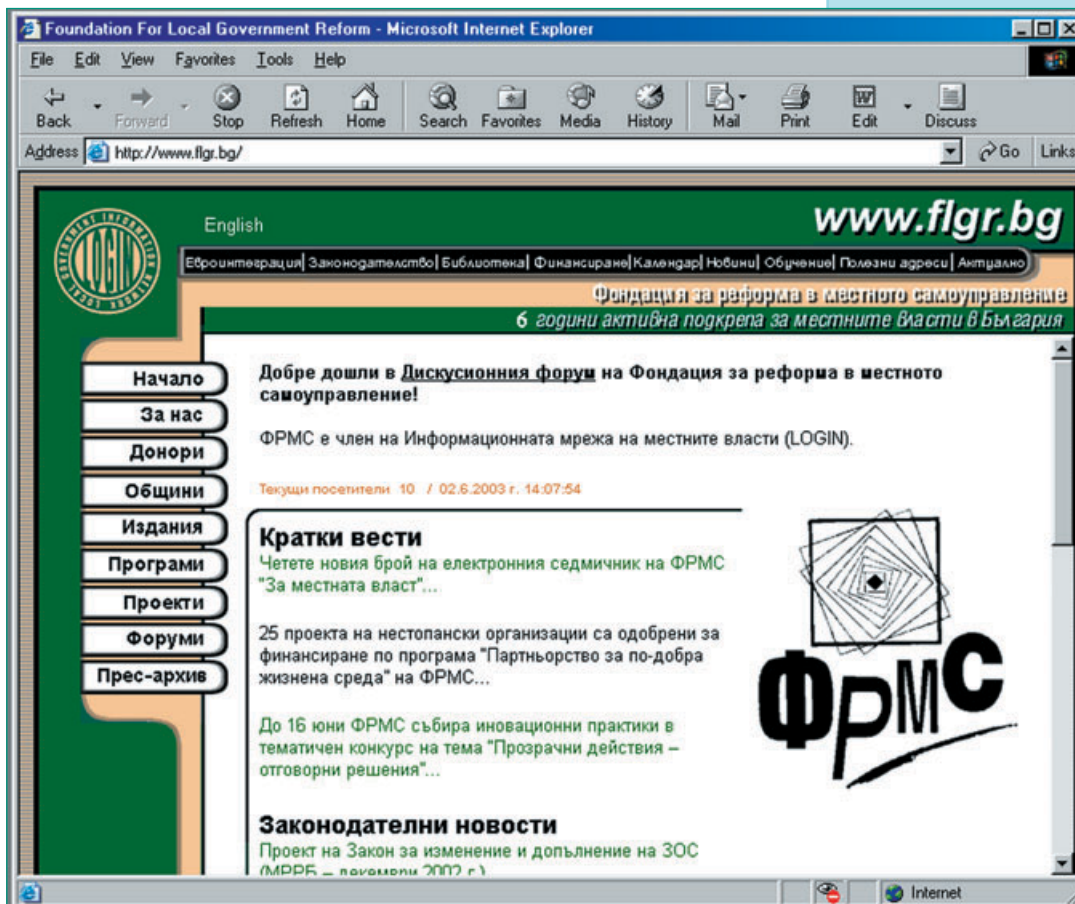 Foundation For Local Government Reform - Microsoft Internet Explorer
File Edit View Favorites Tools Help
Back Forward Stop Refresh Home Search Favorites Media History Mail Print Edit Discuss
Address http://www.flgr.bg/ Go Links
LOCAL GOVERNMENT INFORMATION NETWORK
LOGIN
English
www.flgr.bg
Евроинтеграция| Законодателство| Библиотека| Финансиране| Календар| Новини| Обучение| Полезни адреси| Актуално
Фондация за реформа в местното самоуправление
6 години активна подкрепа за местните власти в България
Начало
За нас
Донори
Общини
Издания
Програми
Проекти
Форуми
Прес-архив
Добре дошли в Дискусионния форум на Фондация за реформа в местното
самоуправление!
ФРМС е член на Информационната мрежа на местните власти (LOGIN).
Текущи посетители 10 / 02.6.2003 г. 14:07:54
Кратки вести
Четете новия брой на електронния седмичник на ФРМС
"За местната власт"...
25 проекта на нестопански организации са одобрени за
финансиране по програма "Партньорство за по-добра
жизнена среда" на ФРМС...
До 16 юни ФРМС събира иновационни практики в
тематичен конкурс на тема "Прозрачни действия –
отговорни решения"...
ФРМС
Законодателни новости
Проект на Закон за изменение и допълнение на ЗОС
(МРРБ – декември 2002 г.)
Internet